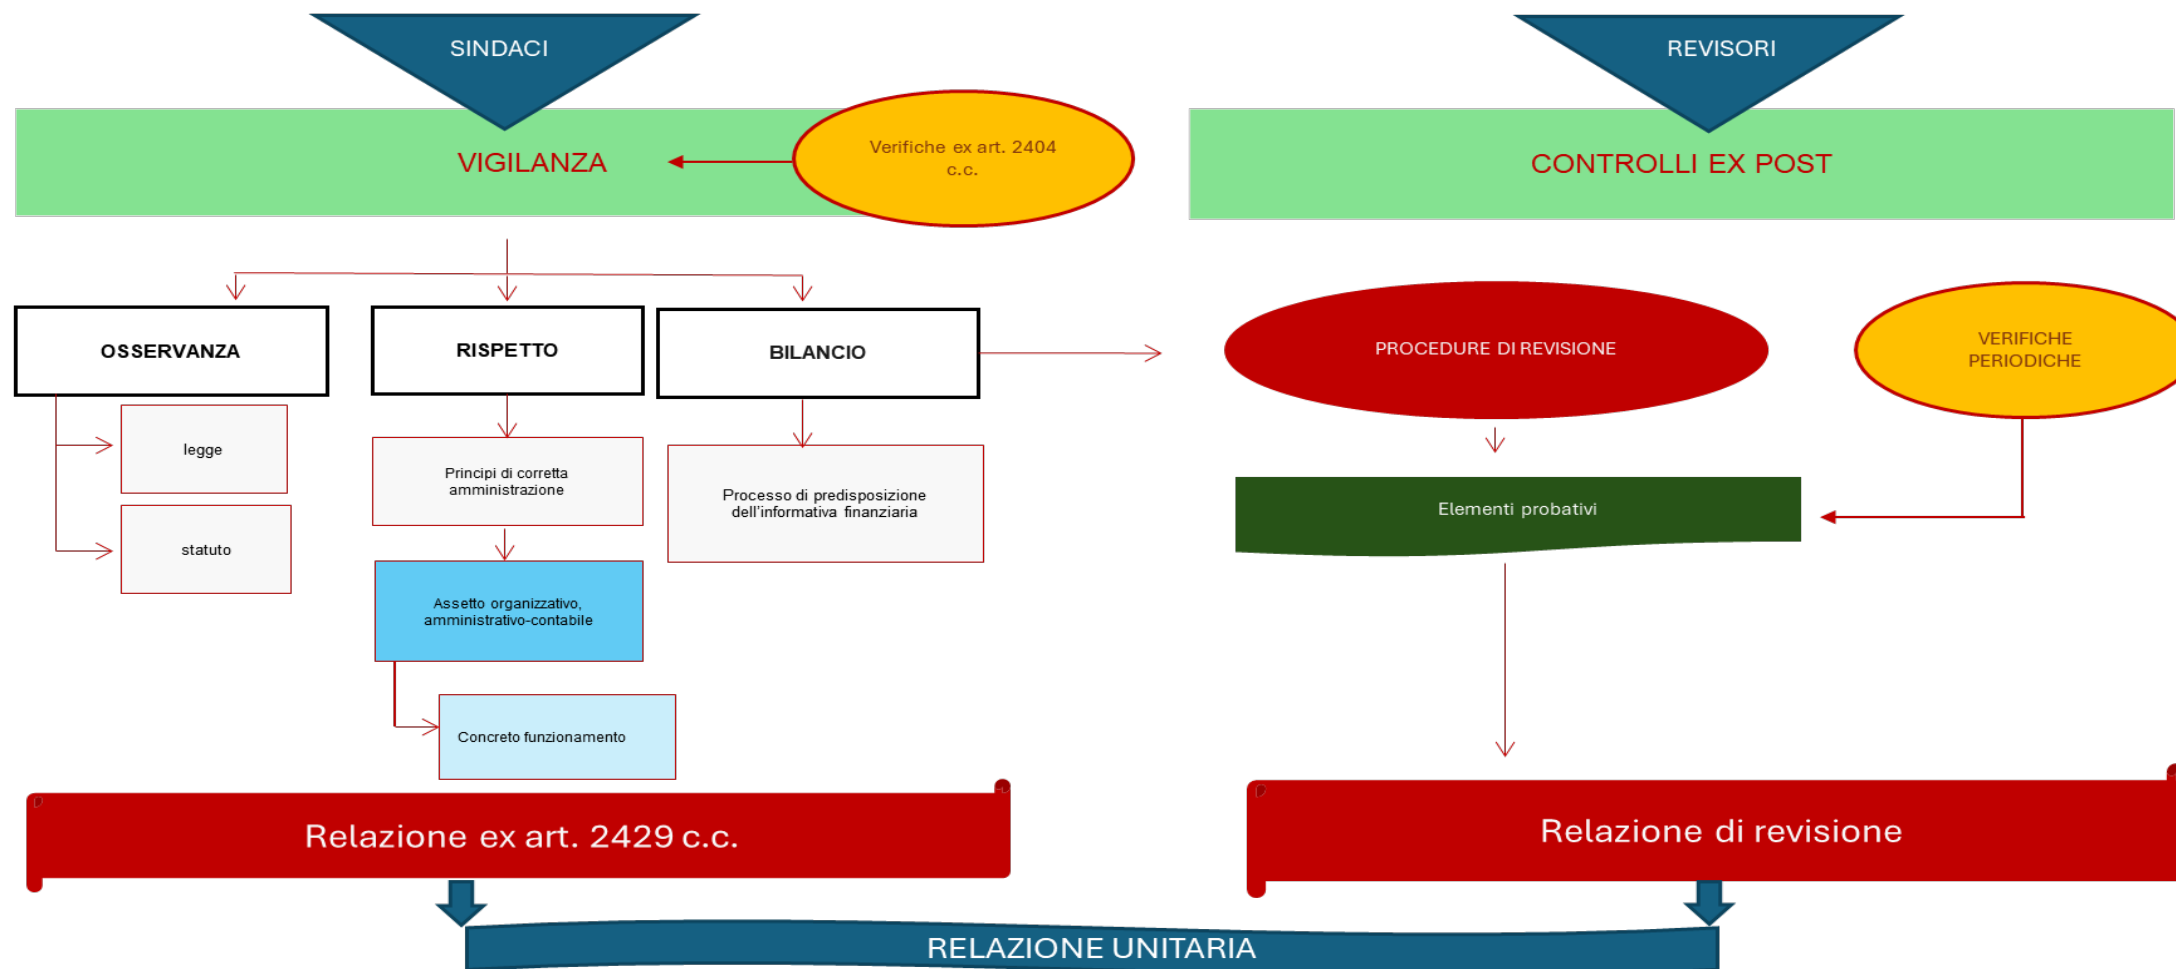 SINDACI
REVISORI
VIGILANZA
Verifiche ex art. 2404
c.c.
CONTROLLI EX POST
OSSERVANZA
RISPETTO
BILANCIO
PROCEDURE DI REVISIONE
VERIFICHE
PERIODICHE
legge
statuto
Principi di corretta
amministrazione
Processo di predisposizione
dell’informativa finanziaria
Elementi probativi
Assetto organizzativo,
amministrativo-contabile
Concreto funzionamento
Relazione ex art. 2429 c.c.
Relazione di revisione
RELAZIONE UNITARIA